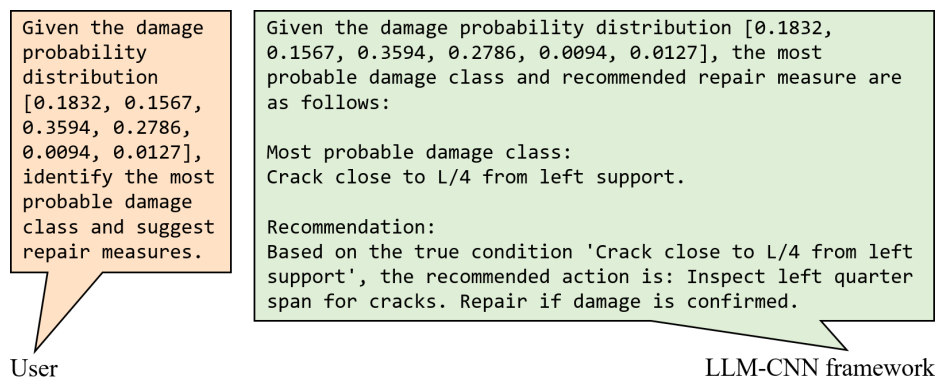 Given the damage
probability
distribution
[0.1832, 0.1567,
0.3594, 0.2786,
0.0094, 0.0127],
identify the most
probable damage
class and suggest
repair measures.
User
Given the damage probability distribution [0.1832,
0.1567, 0.3594, 0.2786, 0.0094, 0.0127], the most
probable damage class and recommended repair measure are
as follows:
Most probable damage class:
Crack close to L/4 from left support.
Recommendation:
Based on the true condition 'Crack close to L/4 from left
support', the recommended action is: Inspect left quarter
span for cracks. Repair if damage is confirmed.
LLM-CNN framework